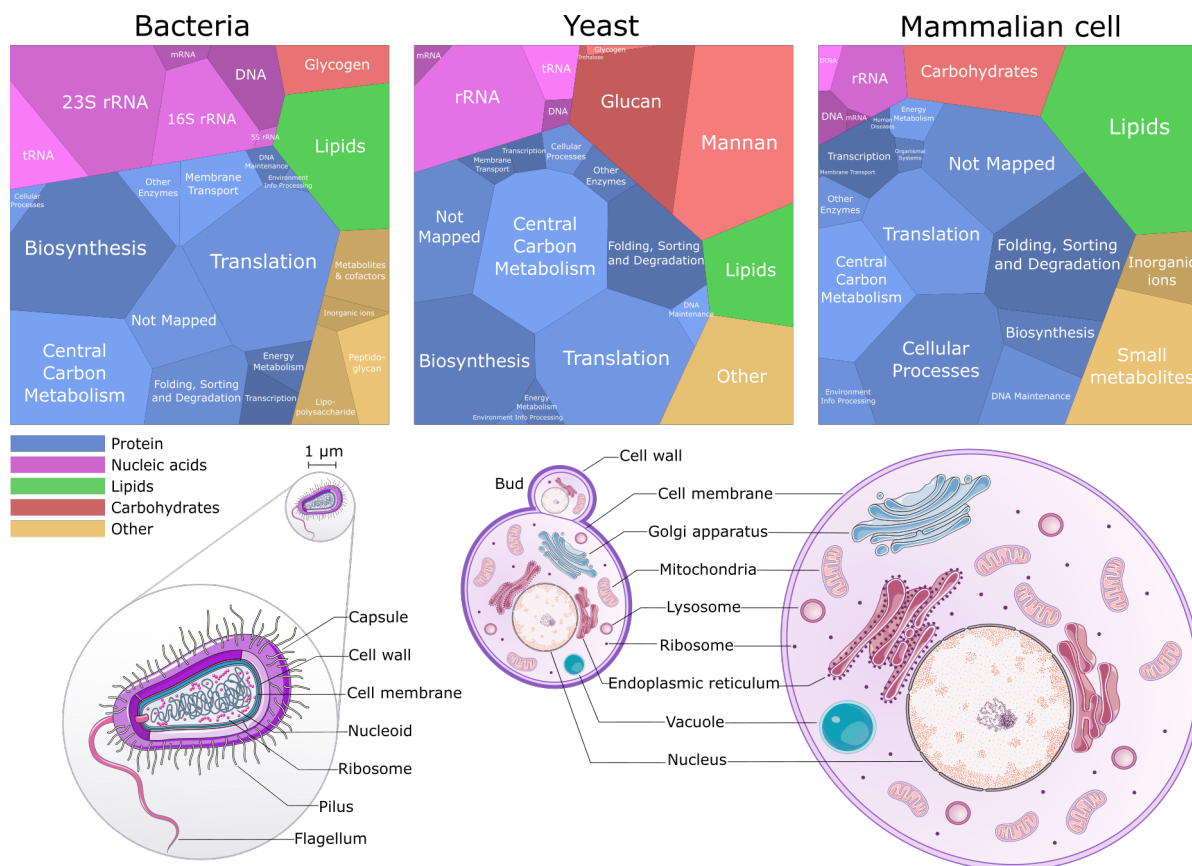 Bacteria
Yeast
Mammalian cell
mRNA
DNA
Glycogen
23S rRNA
16S rRNA
5S rRNA
tRNA
Lipids
DNA
Maintenance
Environment
Info Processing
Cellular
Processes
Other
Enzymes
Membrane
Transport
Biosynthesis
Translation
Metabolites
& cofactors
Inorganic ions
Not Mapped
Central
Carbon
Metabolism
Energy
Metabolism
Peptido-
glycan
Folding, Sorting
and Degradation
Transcription
Lipo-
polysaccharide
mRNA
tRNA
Glycogen
Trehalose
rRNA
DNA
Glucan
Mannan
Transcription
Membrane
Transport
Cellular
Processes
Other
Enzymes
Not
Mapped
Central
Carbon
Metabolism
Folding, Sorting
and Degradation
Lipids
DNA
Maintenance
Biosynthesis
Translation
Other
Energy
Metabolism
Environment Info Processing
tRNA
rRNA
Carbohydrates
Lipids
DNA
mRNA
Human
Diseases
Energy
Metabolism
Transcription
Organismal
Systems
Membrane Transport
Not Mapped
Other
Enzymes
Translation
Folding, Sorting
and Degradation
Inorganic
ions
Central
Carbon
Metabolism
Biosynthesis
Cellular
Processes
Small
metabolites
Environment
Info Processing
DNA Maintenance
Protein
Nucleic acids
Lipids
Carbohydrates
Other
1 µm
Capsule
Cell wall
Cell membrane
Nucleoid
Ribosome
Pilus
Flagellum
Bud
Cell wall
Cell membrane
Golgi apparatus
Mitochondria
Lysosome
Ribosome
Endoplasmic reticulum
Vacuole
Nucleus